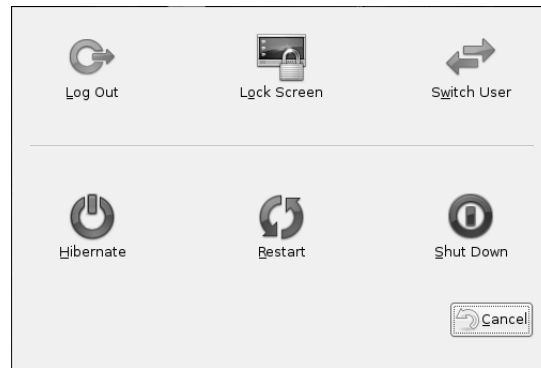 Log Out
Lock Screen
Switch User
Hibernate
Restart
Shut Down
Cancel